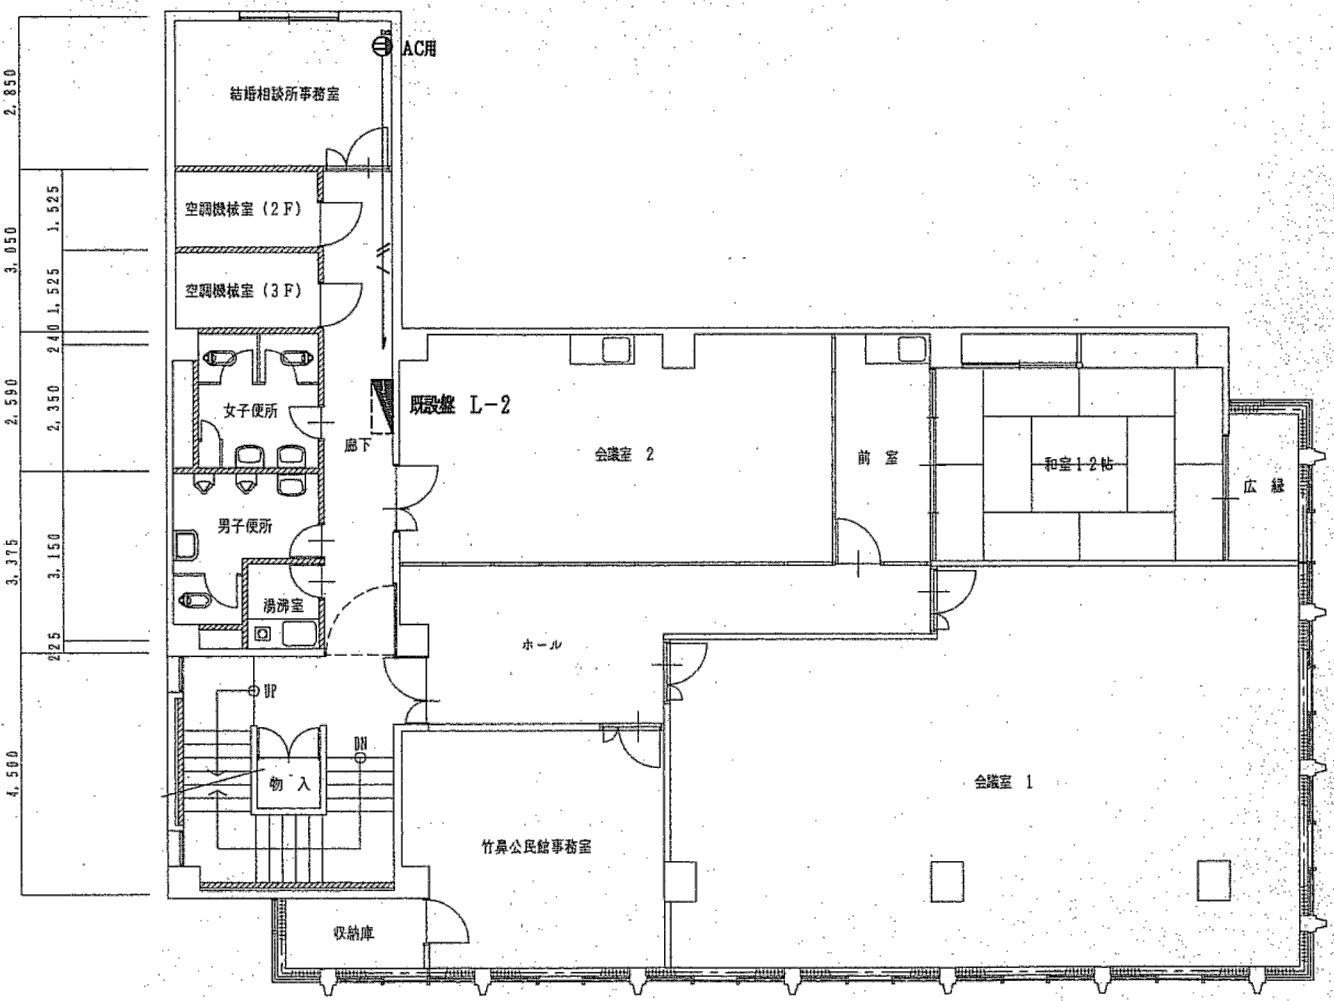 AC用
2,850
結婚相談所事務室
1,525
空調機械室(2F)
3,050
1,525
空調機械室(3F)
240
2,590
2,350
女子便所
廊下
既設盤 L-2
会議室 2
前 室
和室12帖
広 縁
男子便所
3,375
3,150
湯沸室
225
ホール
UP
DN
4,500
物 入
会議室 1
竹鼻公民館事務室
収納庫